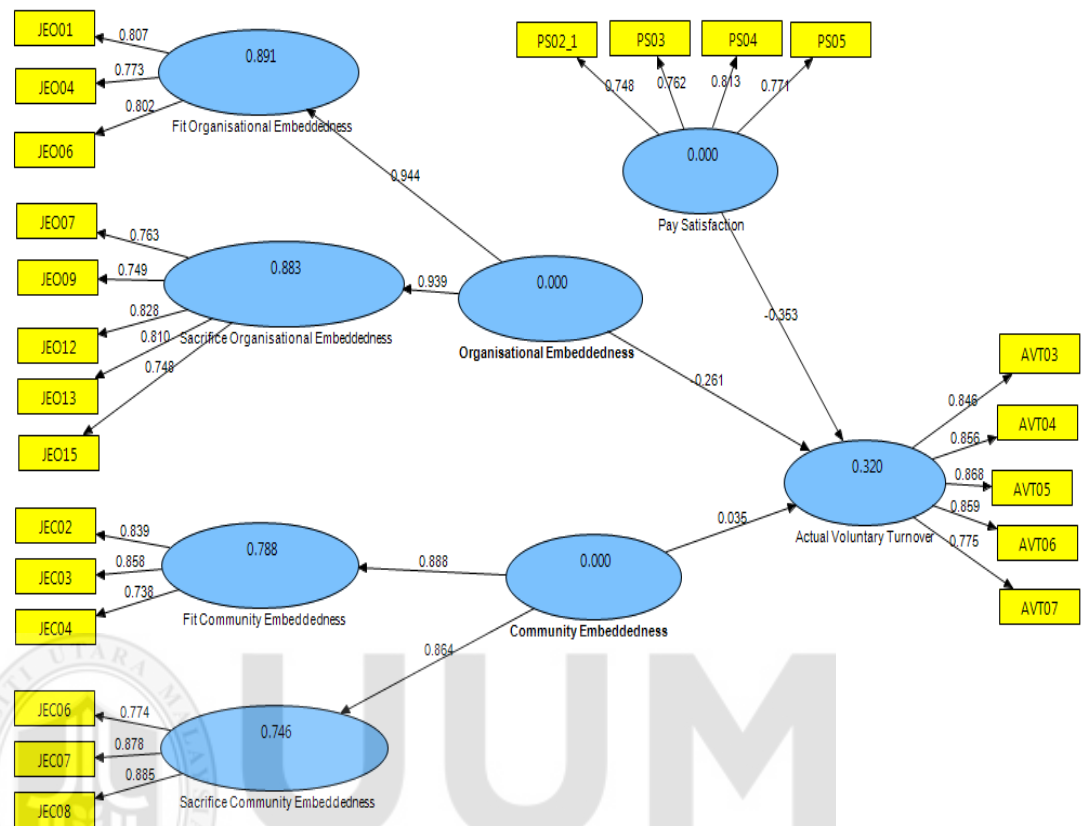 JEO01
0.807
JEO04
0.773
JEO06
0.802
0.891
Fit Organisational Embeddedness
PS02_1
PS03
PS04
PS05
0.748
0.762
0.813
0.771
0.000
Pay Satisfaction
0.944
JEO07
0.763
JEO09
0.749
JEO12
0.828
JEO13
0.810
JEO15
0.748
0.883
Sacrifice Organisational Embeddedness
0.939
0.000
Organisational Embeddedness
-0.353
-0.261
AVT03
0.846
AVT04
0.856
AVT05
0.868
AVT06
0.859
AVT07
0.775
0.320
Actual Voluntary Turnover
0.035
JEC02
0.839
JEC03
0.858
JEC04
0.738
0.788
Fit Community Embeddedness
0.888
0.000
Community Embeddedness
0.864
JEC06
0.774
JEC07
0.878
JEC08
0.885
0.746
Sacrifice Community Embeddedness
UUM